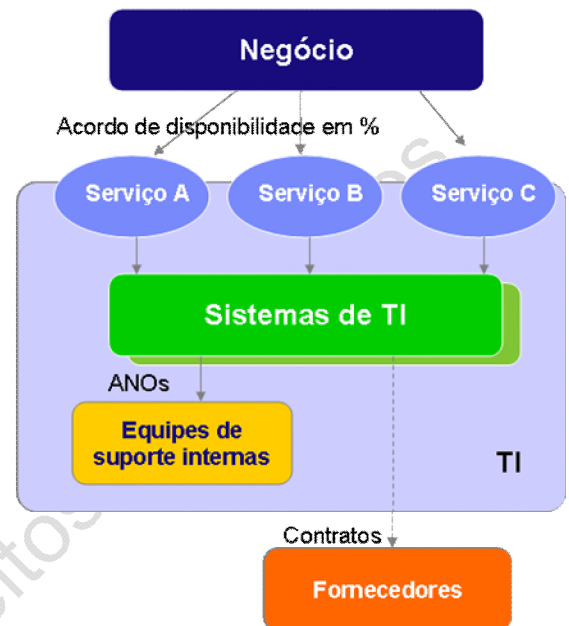 Negócio
Acordo de disponibilidade em %
Serviço A
Serviço B
Serviço C
Sistemas de TI
ANOs
Equipes de
suporte internas
TI
Contratos
Fornecedores